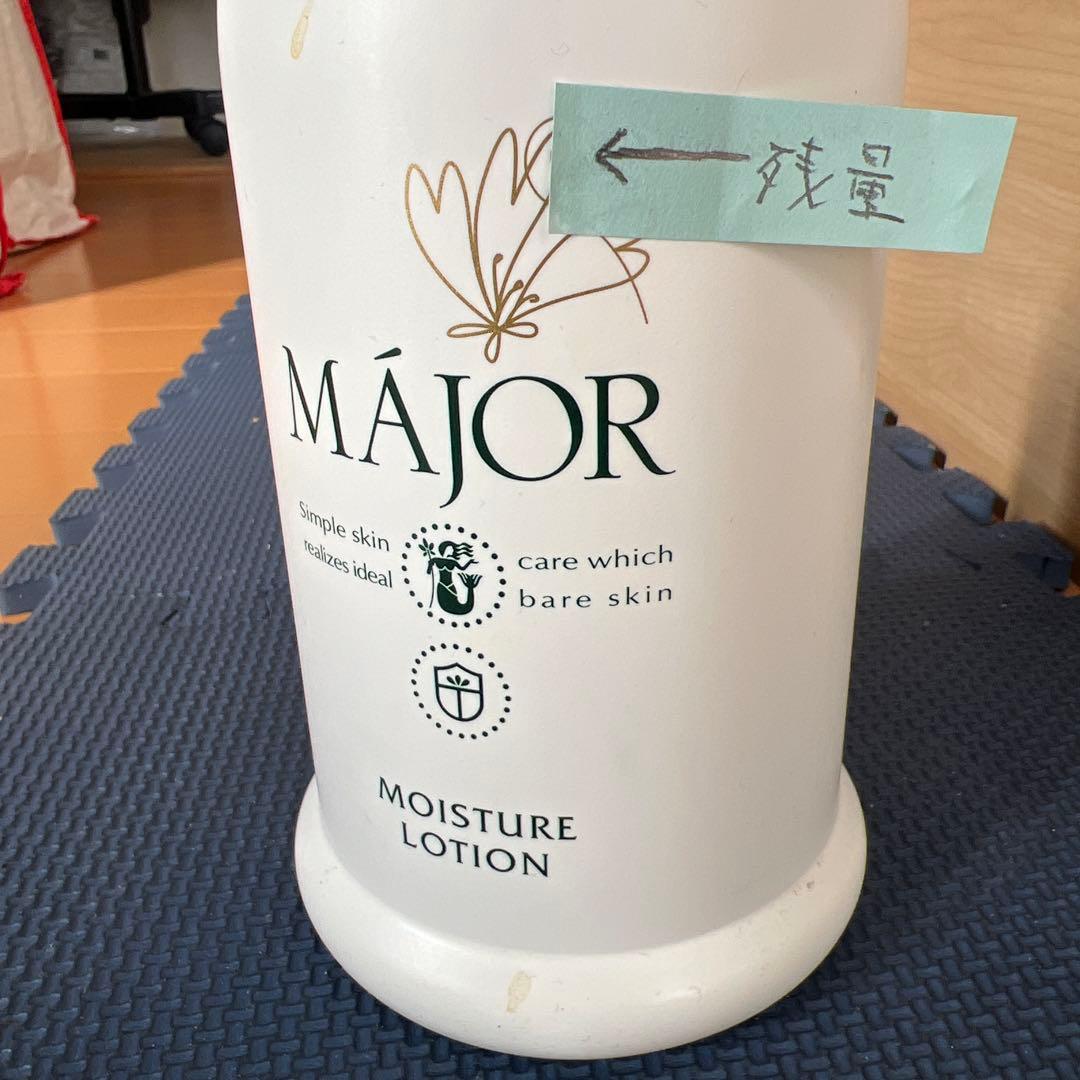 ←残量
MÁJOR
Simple skin care which
realizes ideal bare skin
MOISTURE
LOTION